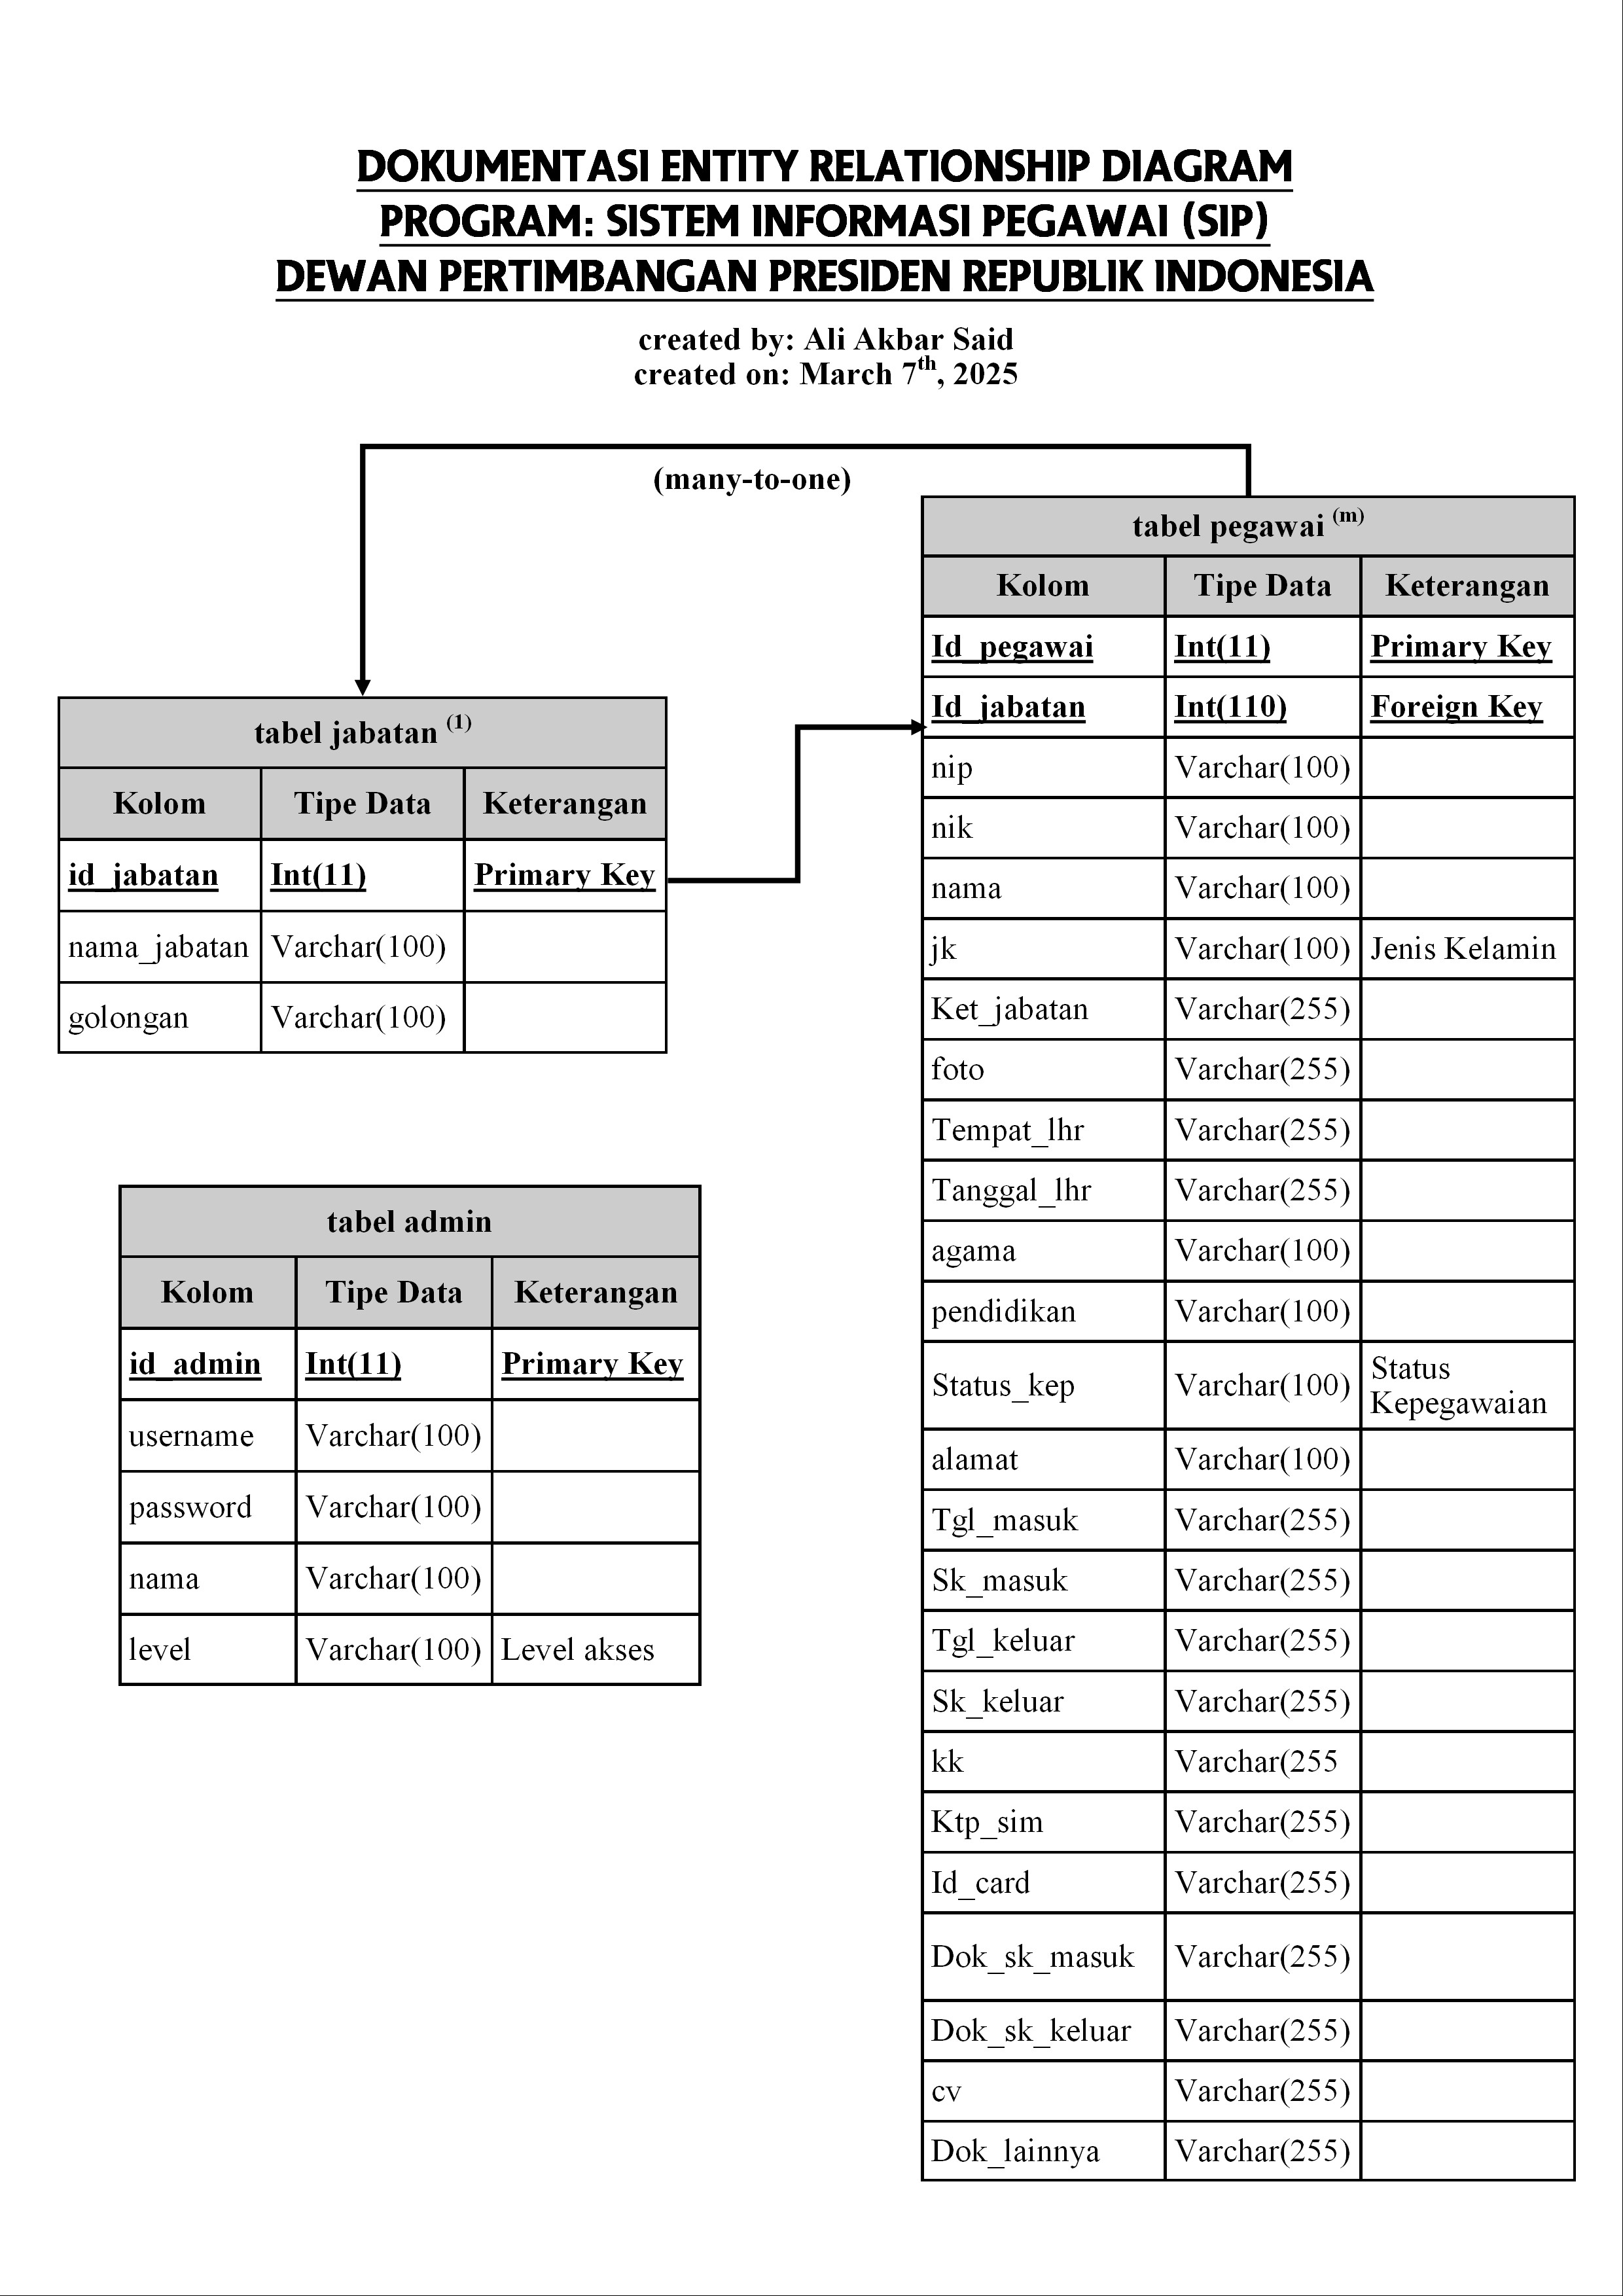 DOKUMENTASI ENTITY RELATIONSHIP DIAGRAM
PROGRAM: SISTEM INFORMASI PEGAWAI (SIP)
DEWAN PERTIMBANGAN PRESIDEN REPUBLIK INDONESIA
created by: Ali Akbar Said
created on: March 7th, 2025
(many-to-one)
tabel jabatan (1)
Kolom Tipe Data Keterangan
id_jabatan Int(11) Primary Key
nama_jabatan Varchar(100)
golongan Varchar(100)
tabel admin
Kolom Tipe Data Keterangan
id_admin Int(11) Primary Key
username Varchar(100)
password Varchar(100)
nama Varchar(100)
level Varchar(100) Level akses
tabel pegawai (m)
Kolom Tipe Data Keterangan
Id_pegawai Int(11) Primary Key
Id_jabatan Int(110) Foreign Key
nip Varchar(100)
nik Varchar(100)
nama Varchar(100)
jk Varchar(100) Jenis Kelamin
Ket_jabatan Varchar(255)
foto Varchar(255)
Tempat_lhr Varchar(255)
Tanggal_lhr Varchar(255)
agama Varchar(100)
pendidikan Varchar(100)
Status_kep Varchar(100) Status
Kepegawaian
alamat Varchar(100)
Tgl_masuk Varchar(255)
Sk_masuk Varchar(255)
Tgl_keluar Varchar(255)
Sk_keluar Varchar(255)
kk Varchar(255
Ktp_sim Varchar(255)
Id_card Varchar(255)
Dok_sk_masuk Varchar(255)
Dok_sk_keluar Varchar(255)
cv Varchar(255)
Dok_lainnya Varchar(255)